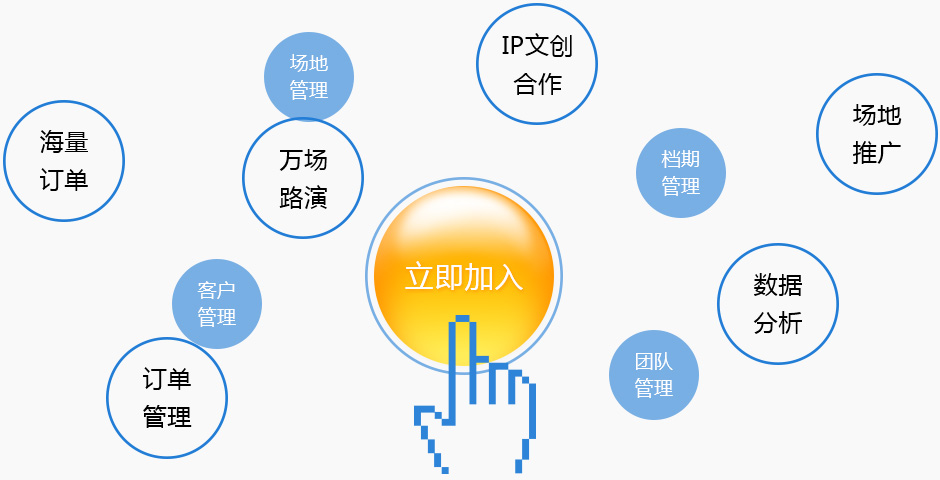 IP文创
合作
场地
管理
场地
推广
海量
订单
万场
路演
档期
管理
立即加入
数据
分析
客户
管理
团队
管理
订单
管理